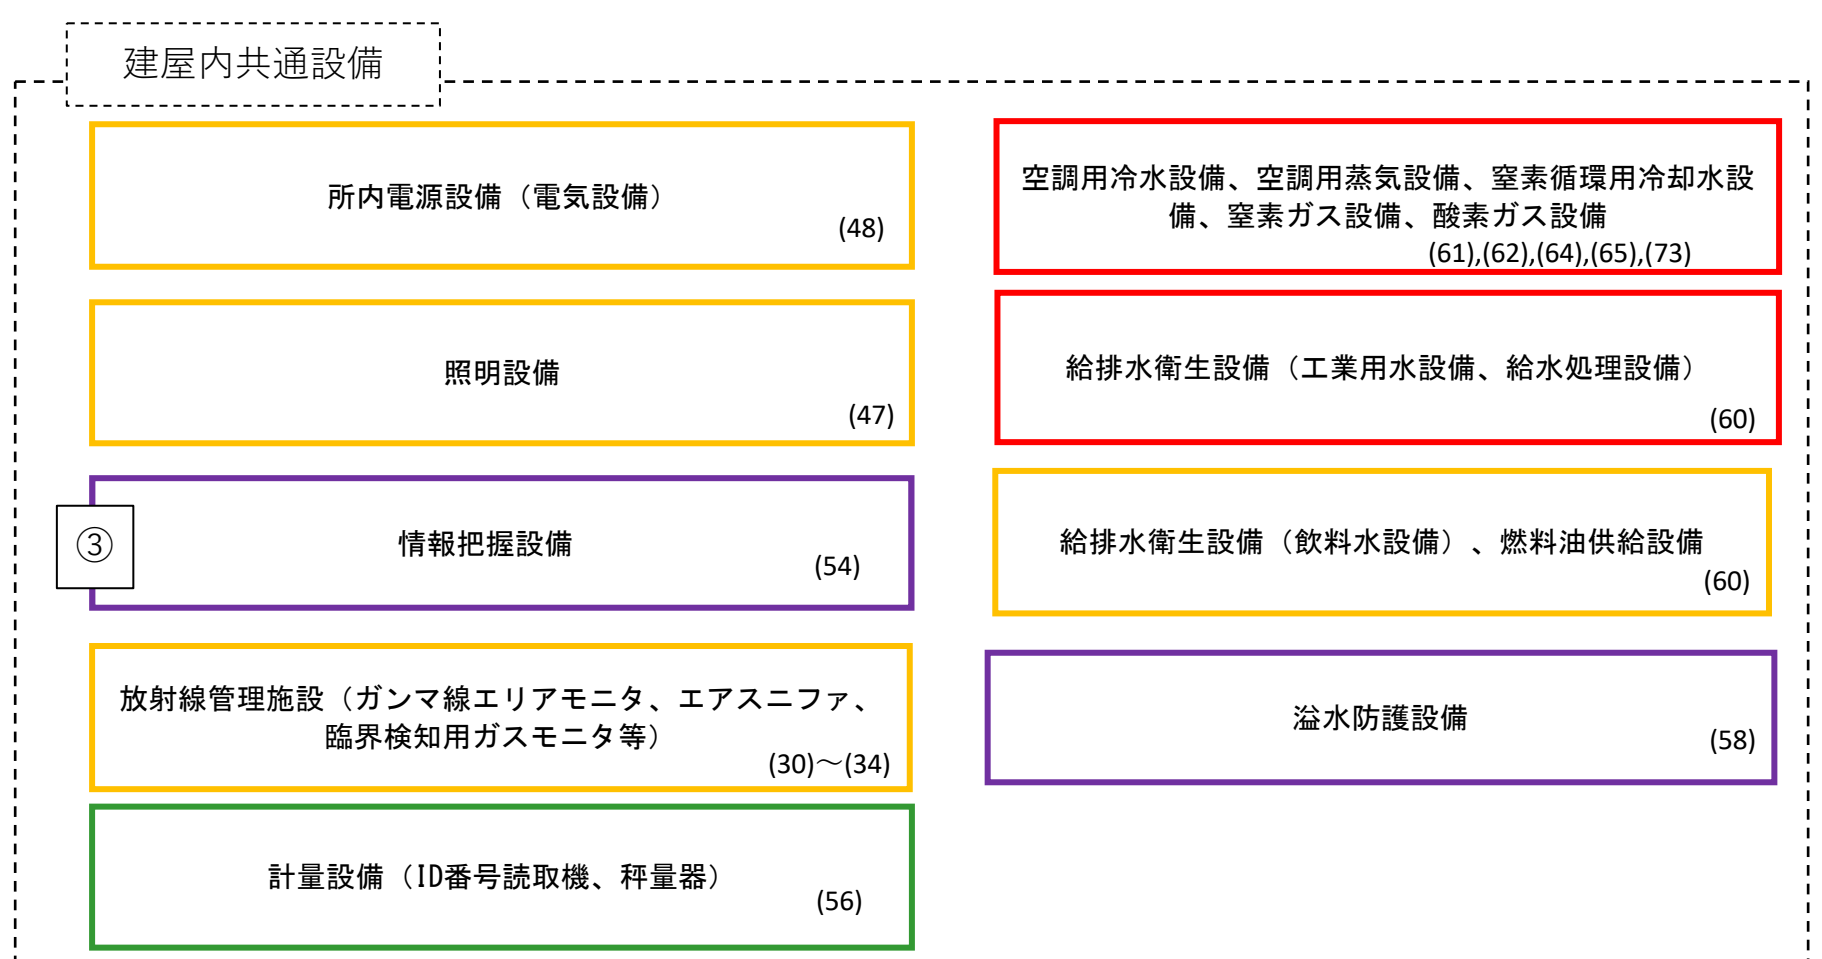 建屋内共通設備
所内電源設備（電気設備）
(48)
照明設備
(47)
③
情報把握設備
(54)
放射線管理施設（ガンマ線エリアモニタ、エアスニファ、
臨界検知用ガスモニタ等）
(30)～(34)
計量設備（ID番号読取機、秤量器）
(56)
空調用冷水設備、空調用蒸気設備、窒素循環用冷却水設
備、窒素ガス設備、酸素ガス設備
(61),(62),(64),(65),(73)
給排水衛生設備（工業用水設備、給水処理設備）
(60)
給排水衛生設備（飲料水設備）、燃料油供給設備
(60)
溢水防護設備
(58)